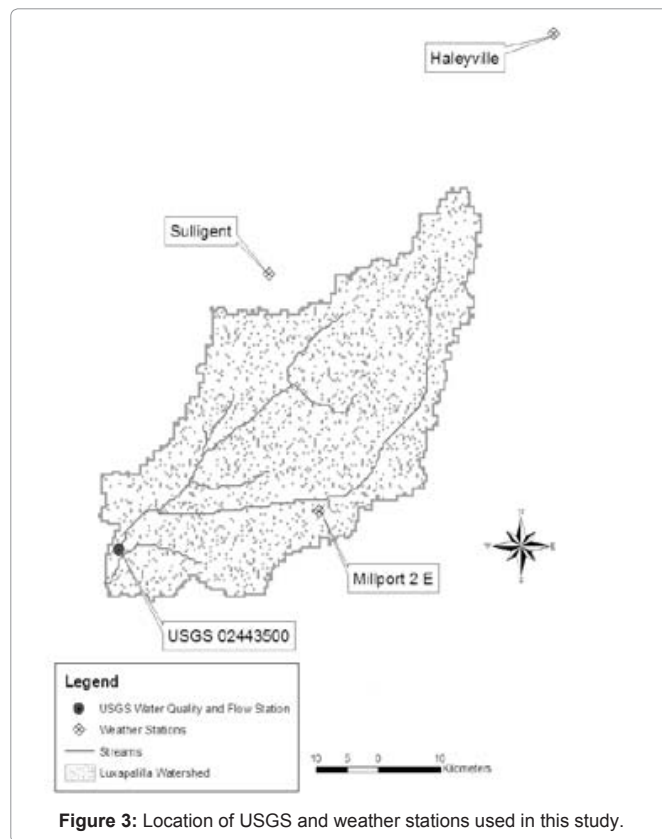 Haleyville
Sulligent
Millport 2 E
USGS 02443500
Legend
USGS Water Quality and Flow Station
Weather Stations
Streams
Luxapalilla Watershed
10 5 0 10
Kilometers
Figure 3: Location of USGS and weather stations used in this study.